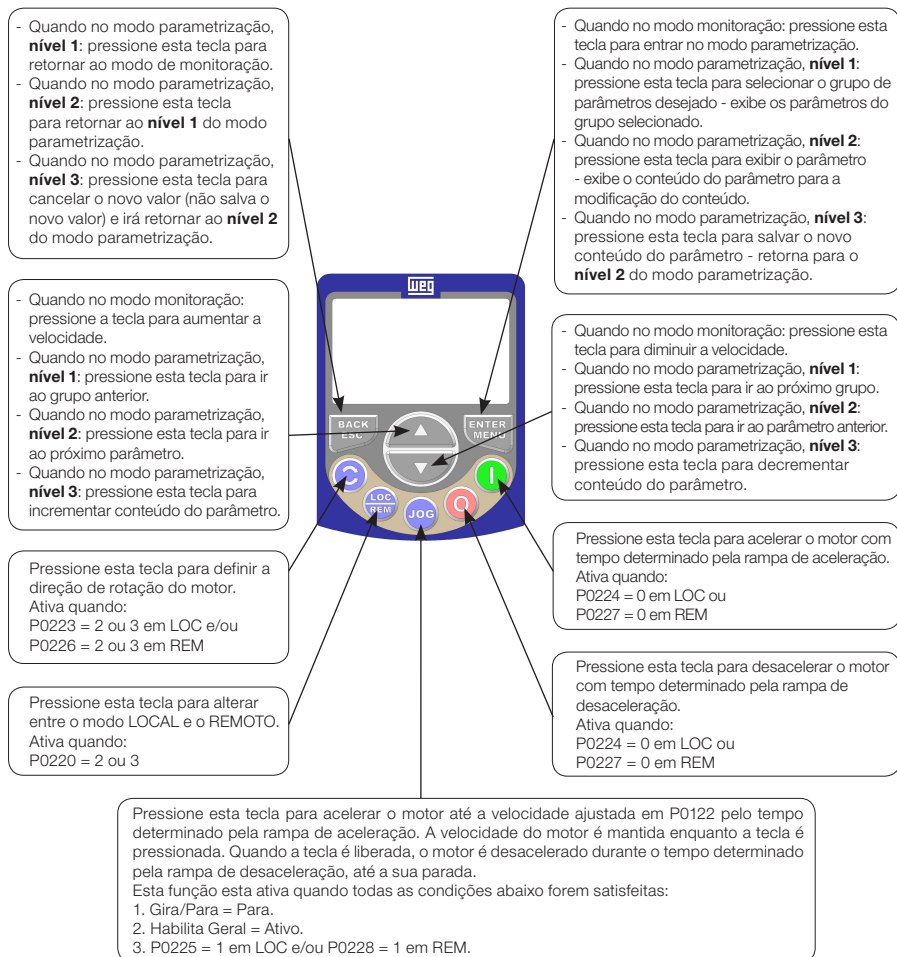 - Quando no modo parametrização,
nível 1: pressione esta tecla para
retornar ao modo de monitoração.
- Quando no modo parametrização,
nível 2: pressione esta tecla
para retornar ao nível 1 do modo
parametrização.
- Quando no modo parametrização,
nível 3: pressione esta tecla para
cancelar o novo valor (não salva o
novo valor) e irá retornar ao nível 2
do modo parametrização.
- Quando no modo monitoração: pressione esta
tecla para entrar no modo parametrização.
- Quando no modo parametrização, nível 1:
pressione esta tecla para selecionar o grupo de
parâmetros desejado - exibe os parâmetros do
grupo selecionado.
- Quando no modo parametrização, nível 2:
pressione esta tecla para exibir o parâmetro
- exibe o conteúdo do parâmetro para a
modificação do conteúdo.
- Quando no modo parametrização, nível 3:
pressione esta tecla para salvar o novo
conteúdo do parâmetro - retorna para o
nível 2 do modo parametrização.
- Quando no modo monitoração:
pressione a tecla para aumentar a
velocidade.
- Quando no modo parametrização,
nível 1: pressione esta tecla para ir
ao grupo anterior.
- Quando no modo parametrização,
nível 2: pressione esta tecla para ir
ao próximo parâmetro.
- Quando no modo parametrização,
nível 3: pressione esta tecla para
incrementar conteúdo do parâmetro.
weg
BACK
ESC
ENTER
MENU
LOC
REM
JOG
- Quando no modo monitoração: pressione esta
tecla para diminuir a velocidade.
- Quando no modo parametrização, nível 1:
pressione esta tecla para ir ao próximo grupo.
- Quando no modo parametrização, nível 2:
pressione esta tecla para ir ao parâmetro anterior.
- Quando no modo parametrização, nível 3:
pressione esta tecla para decrementar
conteúdo do parâmetro.
Pressione esta tecla para definir a
direção de rotação do motor.
Ativa quando:
P0223 = 2 ou 3 em LOC e/ou
P0226 = 2 ou 3 em REM
Pressione esta tecla para acelerar o motor com
tempo determinado pela rampa de aceleração.
Ativa quando:
P0224 = 0 em LOC ou
P0227 = 0 em REM
Pressione esta tecla para alterar
entre o modo LOCAL e o REMOTO.
Ativa quando:
P0220 = 2 ou 3
Pressione esta tecla para desacelerar o motor
com tempo determinado pela rampa de
desaceleração.
Ativa quando:
P0224 = 0 em LOC ou
P0227 = 0 em REM
Pressione esta tecla para acelerar o motor até a velocidade ajustada em P0122 pelo tempo
determinado pela rampa de aceleração. A velocidade do motor é mantida enquanto a tecla é
pressionada. Quando a tecla é liberada, o motor é desacelerado durante o tempo determinado
pela rampa de desaceleração, até a sua parada.
Esta função esta ativa quando todas as condições abaixo forem satisfeitas:
1. Gira/Para = Para.
2. Habilita Geral = Ativo.
3. P0225 = 1 em LOC e/ou P0228 = 1 em REM.